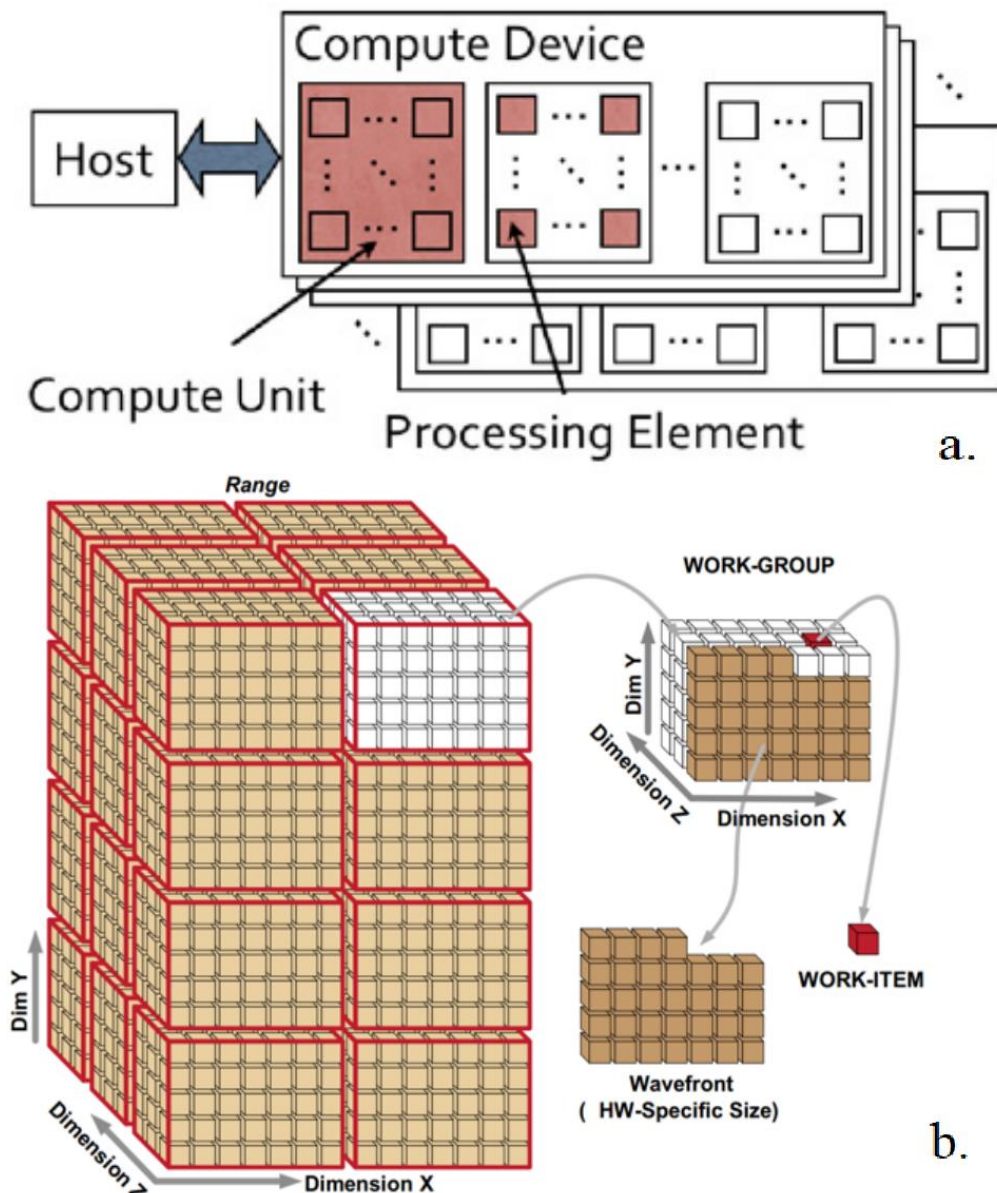 Compute Device
Host
Compute Unit
Processing Element
a.
Range
WORK-GROUP
Dim Y
Dimension Z
Dimension X
WORK-ITEM
Wavefront
( HW-Specific Size)
Dim Y
Dimension Z
Dimension X
b.